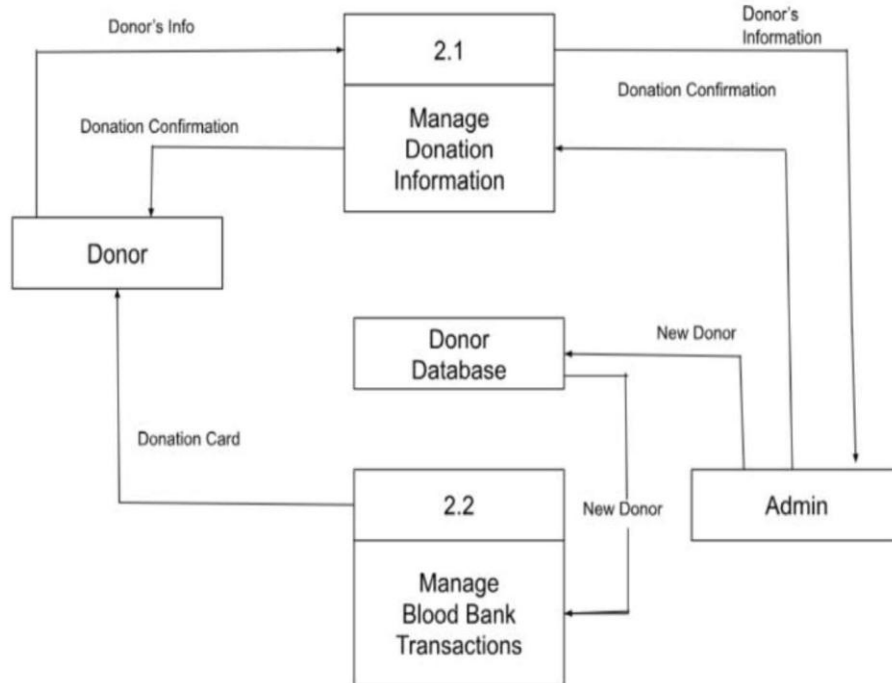 Donor's Info
2.1
Donor's
Information
Donation Confirmation
Manage
Donation
Information
Donation Confirmation
Donor
Donor
Database
New Donor
Donation Card
2.2
New Donor
Admin
Manage
Blood Bank
Transactions